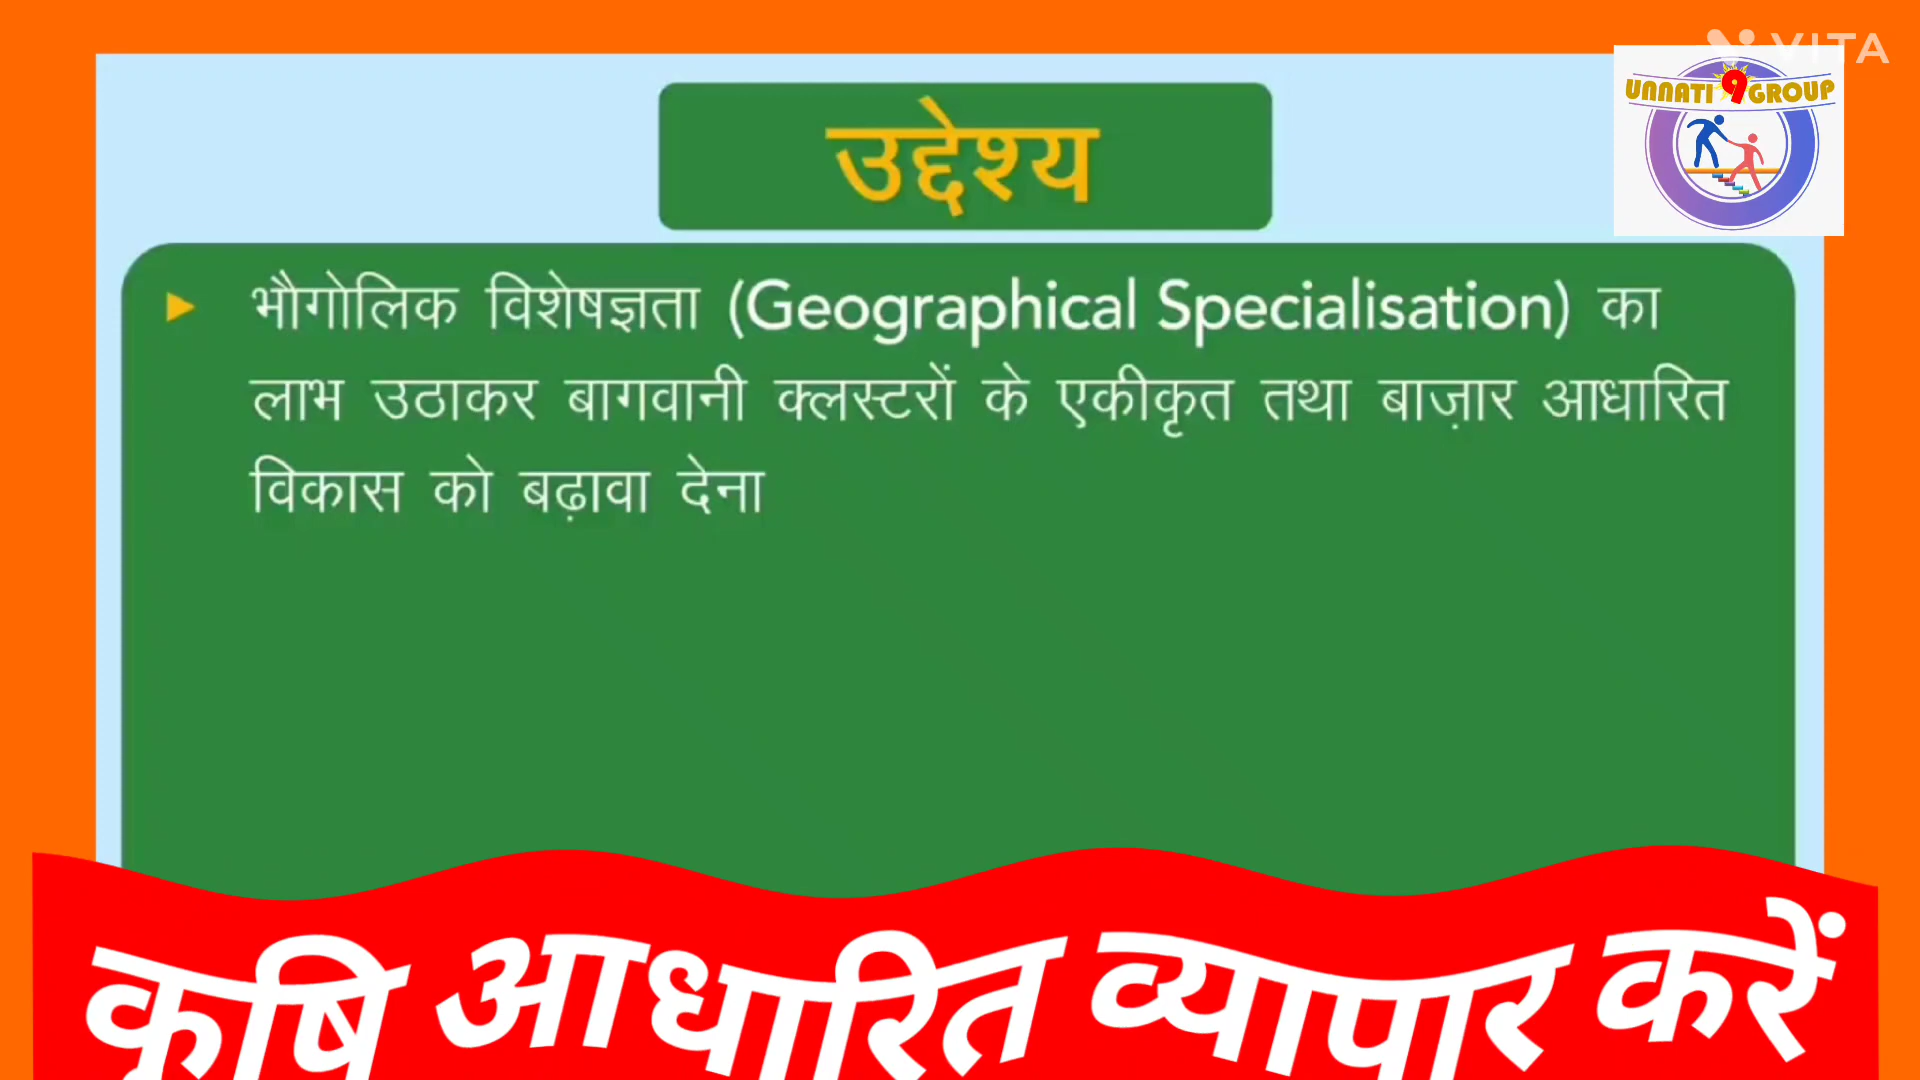 VITA
UNNATI 9 GROUP
उद्देश्य
भौगोलिक विशेषज्ञता (Geographical Specialisation) का
लाभ उठाकर बागवानी क्लस्टरों के एकीकृत तथा बाज़ार आधारित
विकास को बढ़ावा देना
कृषि आधारित व्यापार करें